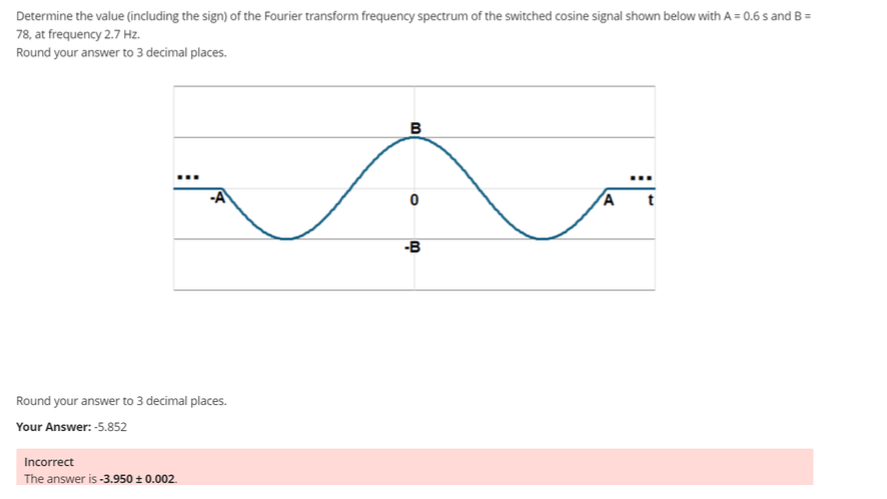 Determine the value (including the sign) of the Fourier transform frequency spectrum of the switched cosine signal shown below with A = 0.6 s and B =
78, at frequency 2.7 Hz.
Round your answer to 3 decimal places.
B
...
...
-A
0
A
t
-B
Round your answer to 3 decimal places.
Your Answer: -5.852
Incorrect
The answer is -3.950 ± 0.002.